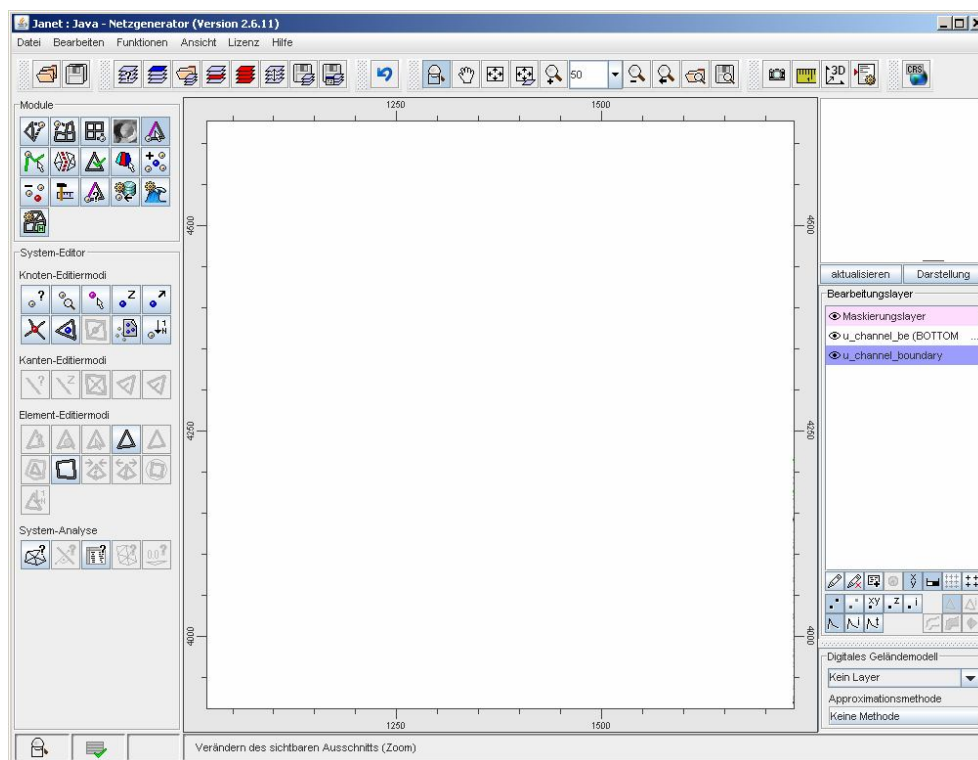 Janet : Java - Netzgenerator (Version 2.6.11)
Datei Bearbeiten Funktionen Ansicht Lizenz Hilfe
50
3D
CRS
Module
System-Editor
Knoten-Editiermodi
Kanten-Editiermodi
Element-Editiermodi
System-Analyse
1250 1500
4500 4500
4250 4250
4000 4000
1250 1500
aktualisieren Darstellung
Bearbeitungslayer
Maskierungslayer
u_channel_be (BOTTOM ...
u_channel_boundary
Digitales Geländemodell
Kein Layer
Approximationsmethode
Keine Methode
Verändern des sichtbaren Ausschnitts (Zoom)